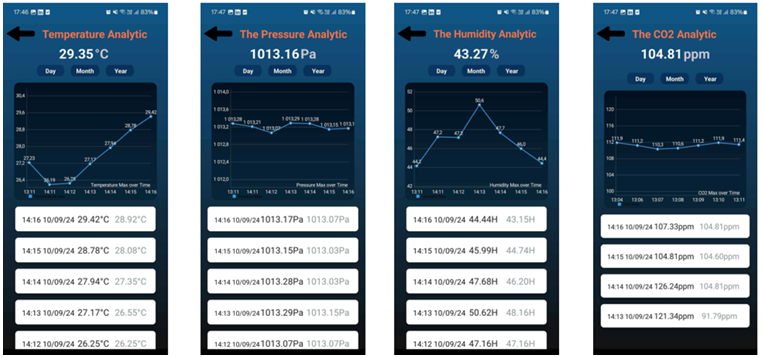 17:46 83%
Temperature Analytic
29.35°C
Day Month Year
30,4
29,6
28,8
28
27,2
26,4
27,23
26,19
26,25
27,17
27,94
28,78
29,42
Temperature Max over Time
13:11 14:11 14:12 14:13 14:14 14:15 14:16
14:16 10/09/24 29.42°C 28.92°C
14:15 10/09/24 28.78°C 28.08°C
14:14 10/09/24 27.94°C 27.35°C
14:13 10/09/24 27.17°C 26.55°C
14:12 10/09/24 26.25°C 26.25°C
17:47 83%
The Pressure Analytic
1013.16Pa
Day Month Year
1 014,0
1 013,6
1 013,2
1 012,8
1 012,4
1 012,0
1 013,28
1 013,21
1 013,07
1 013,29
1 013,28
1 013,15
1 013,1
Pressure Max over Time
13:11 14:11 14:12 14:13 14:14 14:15 14:16
14:16 10/09/24 1013.17Pa 1013.07Pa
14:15 10/09/24 1013.15Pa 1013.03Pa
14:14 10/09/24 1013.28Pa 1013.03Pa
14:13 10/09/24 1013.29Pa 1013.15Pa
14:12 10/09/24 1013.07Pa 1013.07Pa
17:47 83%
The Humidity Analytic
43.27%
Day Month Year
52
50
48
46
44
42
47,2
47,2
50,6
47,7
46,0
44,4
Humidity Max over Time
13:11 14:11 14:12 14:13 14:14 14:15 14:16
14:16 10/09/24 44.44H 43.15H
14:15 10/09/24 45.99H 44.74H
14:14 10/09/24 47.68H 46.20H
14:13 10/09/24 50.62H 48.16H
14:12 10/09/24 47.16H 47.16H
17:47 83%
The CO2 Analytic
104.81ppm
Day Month Year
120
116
112
108
104
100
111,9
111,2
110,3
110,6
111,2
111,9
111,4
CO2 Max over Time
13:04 13:06 13:07 13:08 13:09 13:10 13:11
14:16 10/09/24 107.33ppm 104.81ppm
14:15 10/09/24 104.81ppm 104.60ppm
14:14 10/09/24 126.24ppm 104.81ppm
14:13 10/09/24 121.34ppm 91.79ppm